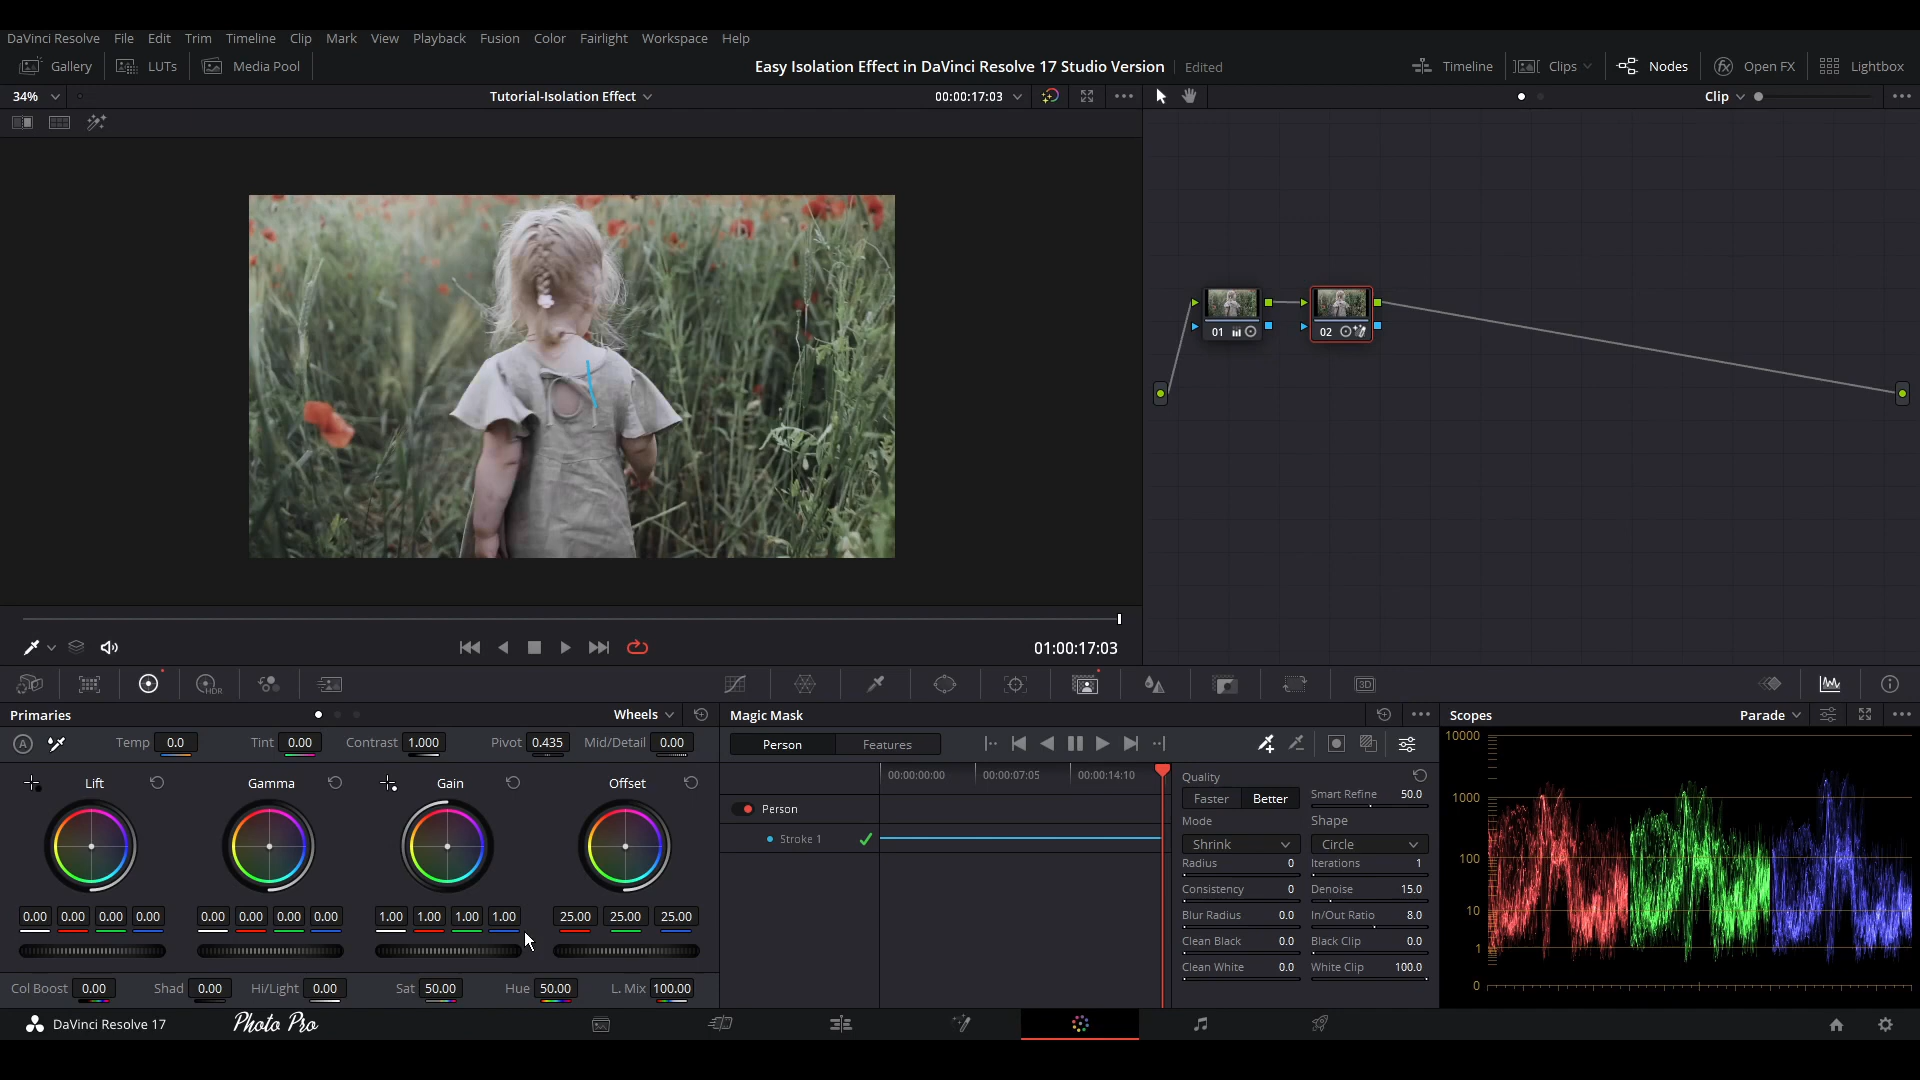 DaVinci Resolve File Edit Trim Timeline Clip Mark View Playback Fusion Color Fairlight Workspace Help
Gallery LUTs Media Pool Easy Isolation Effect in DaVinci Resolve 17 Studio Version Edited Timeline Clips Nodes fx Open FX Lightbox
34% Tutorial-Isolation Effect 00:00:17:03 Clip
01 02
01:00:17:03
HDR 3D
Primaries Wheels Magic Mask Scopes Parade
A Temp 0.0 Tint 0.00 Contrast 1.000 Pivot 0.435 Mid/Detail 0.00 Person Features
10000
1000
100
10
1
0
Lift Gamma Gain Offset
00:00:00:00 00:00:07:05 00:00:14:10
Person
Stroke 1
Quality
Faster Better Smart Refine 50.0
Mode Shape
Shrink Circle
Radius 0 Iterations 1
Consistency 0 Denoise 15.0
Blur Radius 0.0 In/Out Ratio 8.0
Clean Black 0.0 Black Clip 0.0
Clean White 0.0 White Clip 100.0
0.00 0.00 0.00 0.00 0.00 0.00 0.00 0.00 1.00 1.00 1.00 1.00 25.00 25.00 25.00
Col Boost 0.00 Shad 0.00 Hi/Light 0.00 Sat 50.00 Hue 50.00 L. Mix 100.00
DaVinci Resolve 17 Photo Pro